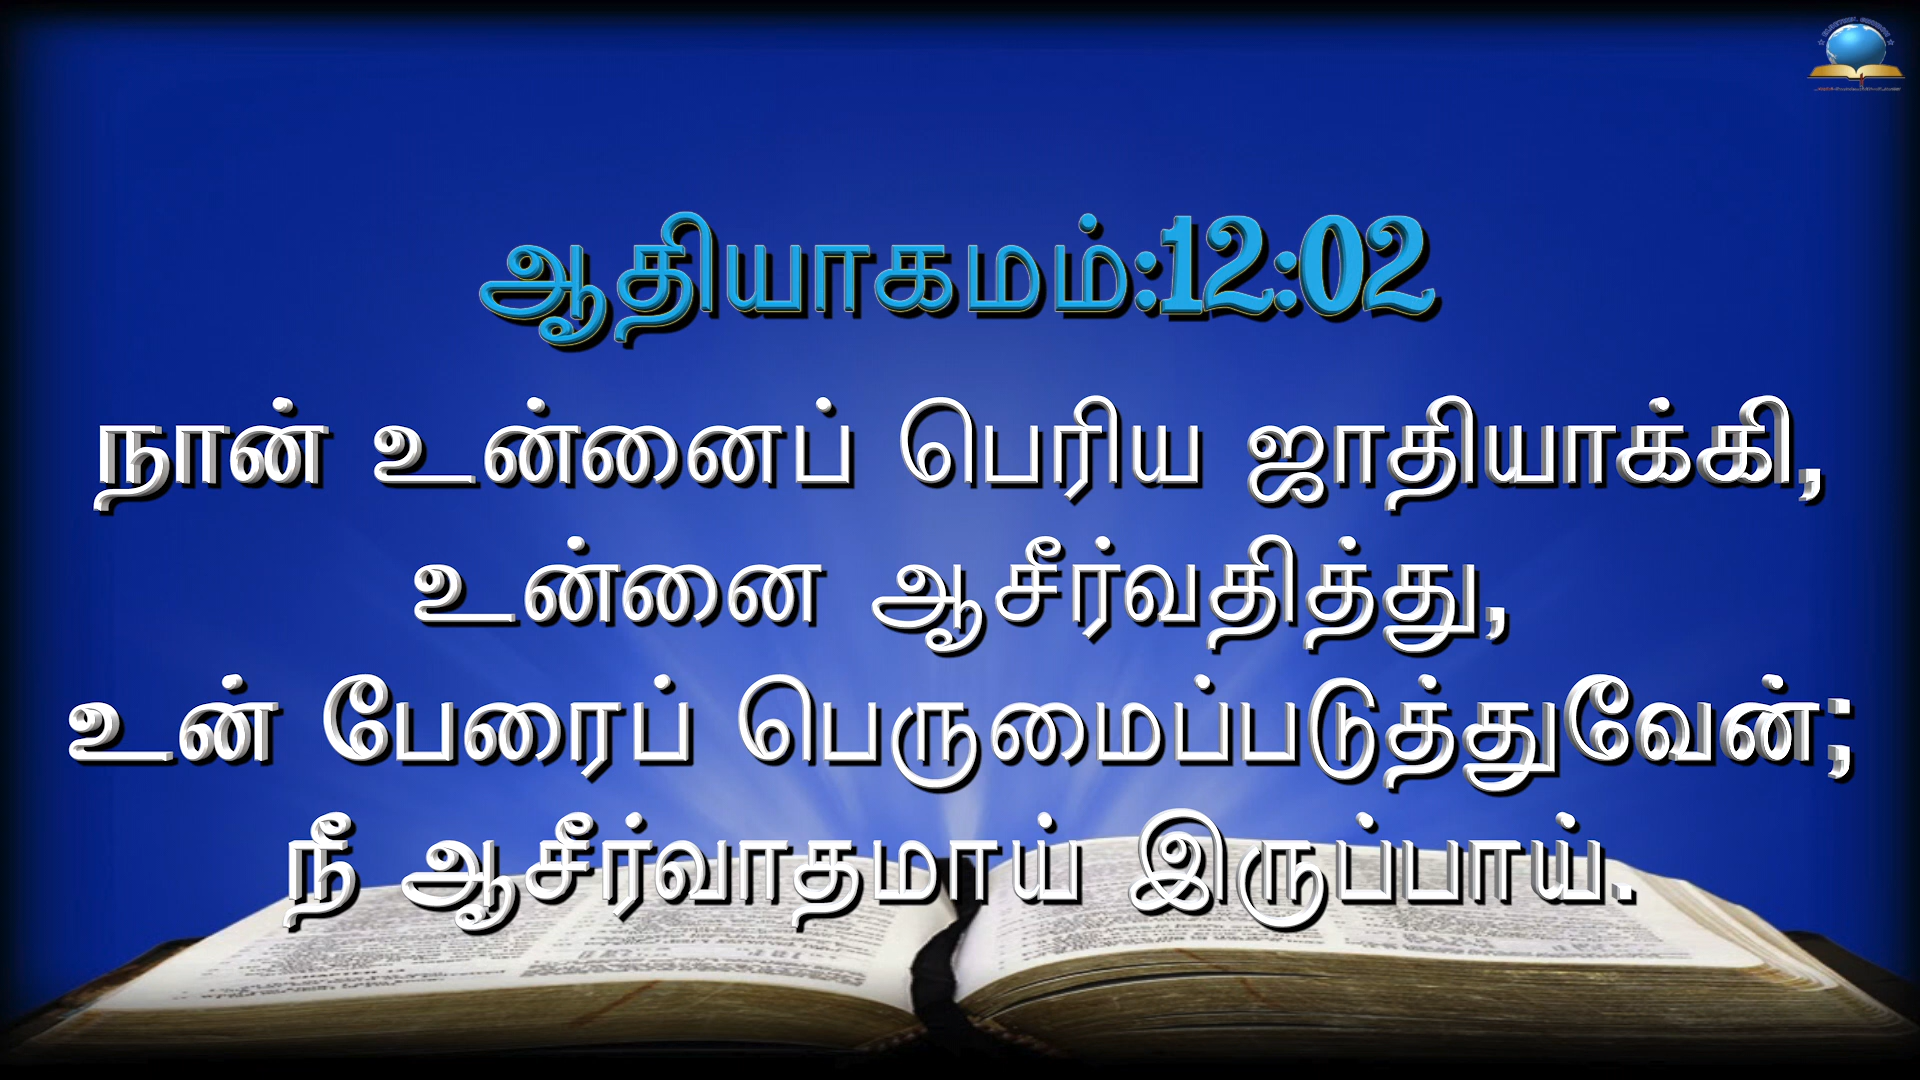 ஆதியாகமம்:12:02
நான் உன்னைப் பெரிய ஜாதியாக்கி,
உன்னை ஆசீர்வதித்து,
உன் பேரைப் பெருமைப்படுத்துவேன்;
நீ ஆசீர்வாதமாய் இருப்பாய்.